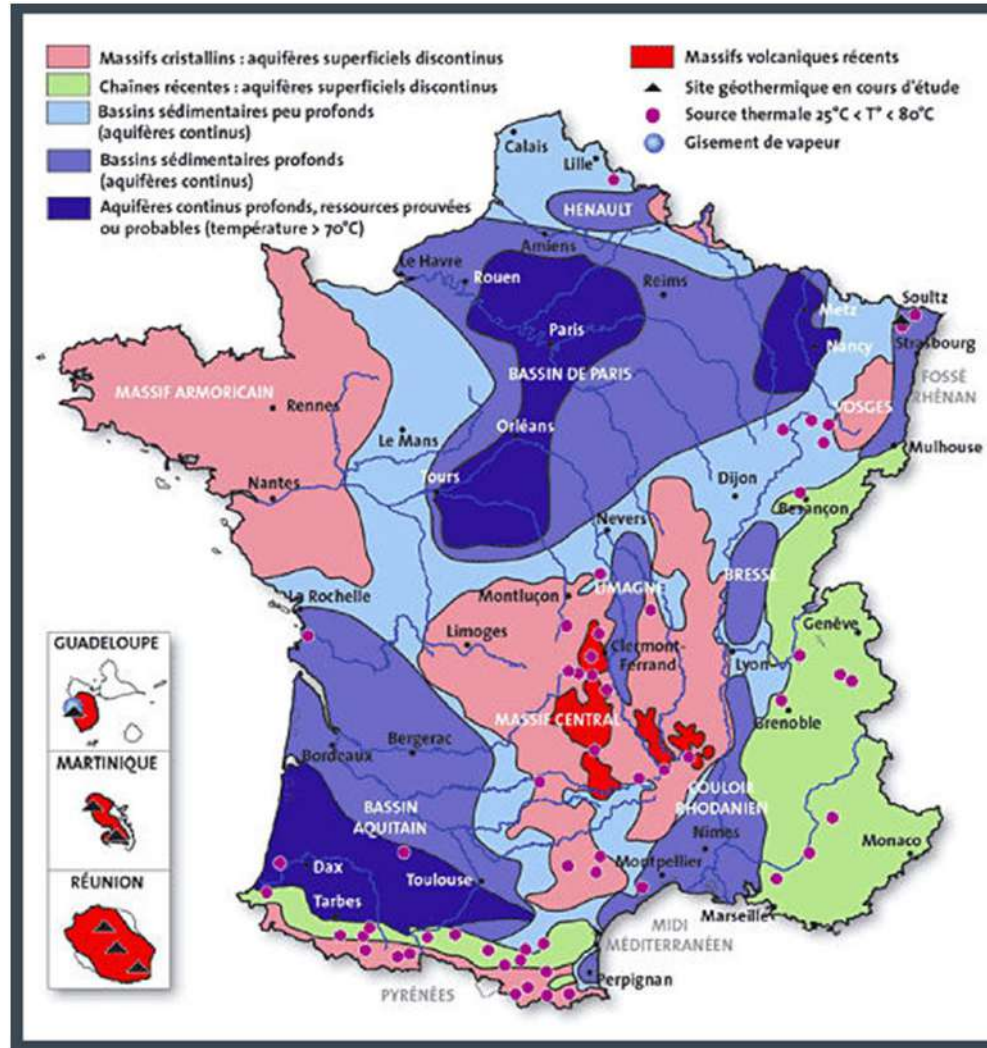 Massifs cristallins : aquifères superficiels discontinus
Chaînes récentes : aquifères superficiels discontinus
Bassins sédimentaires peu profonds
(aquifères continus)
Bassins sédimentaires profonds
(aquifères continus)
Aquifères continus profonds, ressources prouvées
ou probables (température > 70°C)
Massifs volcaniques récents
Site géothermique en cours d'étude
Source thermale 25°C < T° < 80°C
Gisement de vapeur
Calais
Lille
HENAULT
Amiens
Le Havre
Rouen
Reims
Metz
Soultz
Paris
Nancy
Strasbourg
BASSIN DE PARIS
FOSSÉ
RHÉNAN
MASSIF ARMORICAIN
Rennes
VOSGES
Orléans
Le Mans
Mulhouse
Tours
Dijon
Nantes
Besançon
Nevers
LIMAGNE
BRESSE
La Rochelle
Montluçon
Genève
Limoges
Clermont-
Ferrand
Lyon
GUADELOUPE
MASSIF CENTRAL
Grenoble
Bergerac
Bordeaux
MARTINIQUE
COULOIR
RHODANIEN
BASSIN
AQUITAIN
Nîmes
Monaco
Dax
Montpellier
RÉUNION
Toulouse
Tarbes
Marseille
MIDI
MÉDITERRANÉEN
Perpignan
PYRÉNÉES